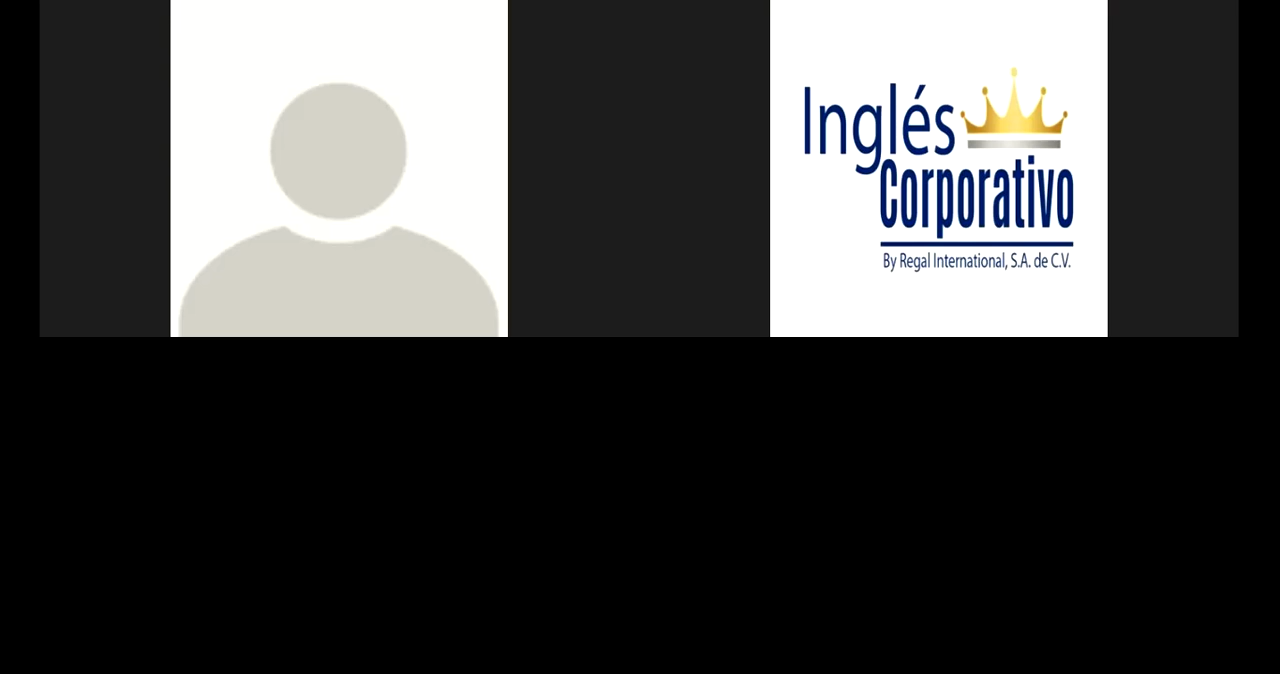 Inglés
Corporativo
By Regal International, S.A. de C.V.